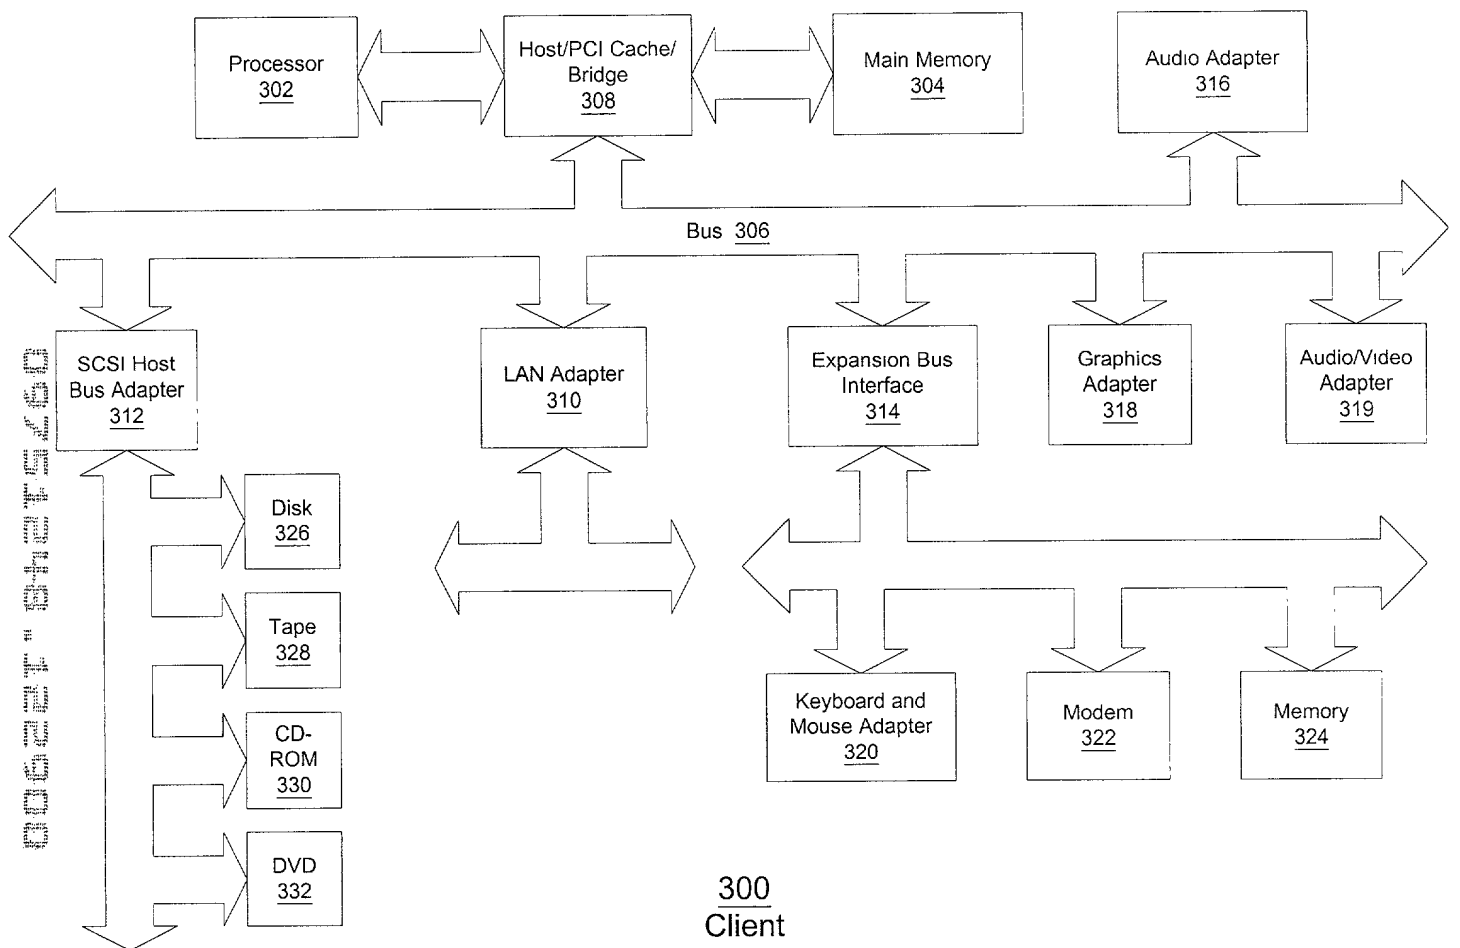 Processor
302
Host/PCI Cache/
Bridge
308
Main Memory
304
Audio Adapter
316
Bus 306
SCSI Host
Bus Adapter
312
LAN Adapter
310
Expansion Bus
Interface
314
Graphics
Adapter
318
Audio/Video
Adapter
319
Disk
326
Tape
328
CD-
ROM
330
DVD
332
Keyboard and
Mouse Adapter
320
Modem
322
Memory
324
300
Client